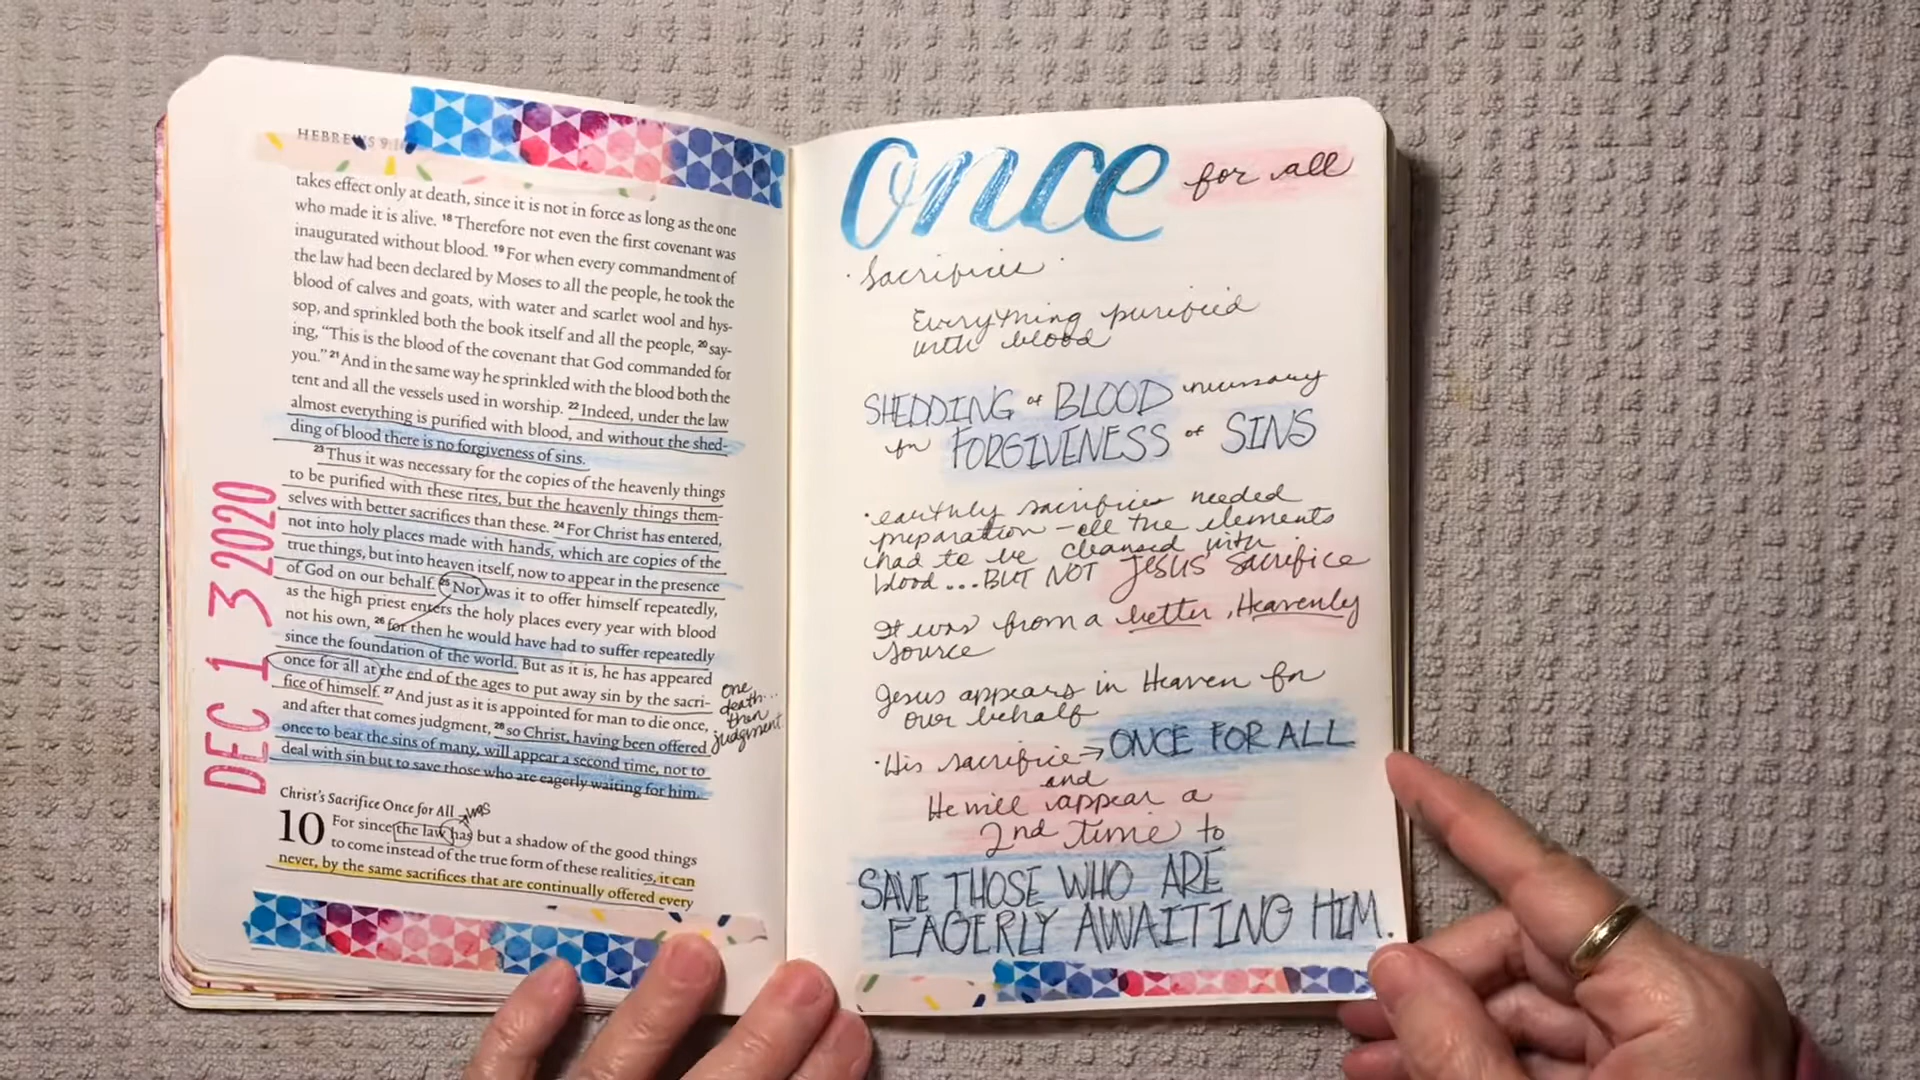 HEBREWS 9:1
takes effect only at death, since it is not in force as long as the one
who made it is alive. 18 Therefore not even the first covenant was
inaugurated without blood. 19 For when every commandment of
the law had been declared by Moses to all the people, he took the
blood of calves and goats, with water and scarlet wool and hys-
sop, and sprinkled both the book itself and all the people, 20 say-
ing, “This is the blood of the covenant that God commanded for
you.” 21 And in the same way he sprinkled with the blood both the
tent and all the vessels used in worship. 22 Indeed, under the law
almost everything is purified with blood, and without the shed-
ding of blood there is no forgiveness of sins.
23 Thus it was necessary for the copies of the heavenly things
to be purified with these rites, but the heavenly things them-
selves with better sacrifices than these. 24 For Christ has entered,
not into holy places made with hands, which are copies of the
true things, but into heaven itself, now to appear in the presence
of God on our behalf. 25 Nor was it to offer himself repeatedly,
as the high priest enters the holy places every year with blood
not his own, 26 for then he would have had to suffer repeatedly
since the foundation of the world. But as it is, he has appeared
once for all at the end of the ages to put away sin by the sacri-
fice of himself. 27 And just as it is appointed for man to die once,
and after that comes judgment, 28 so Christ, having been offered
once to bear the sins of many, will appear a second time, not to
deal with sin but to save those who are eagerly waiting for him.
one
death...
then
judgment
DEC 1 3 2020
Christ's Sacrifice Once for All
was
10 For since the law has but a shadow of the good things
to come instead of the true form of these realities, it can
never, by the same sacrifices that are continually offered every
once for all
· Sacrifices ·
Everything purified
with blood
SHEDDING of BLOOD necessary
for FORGIVENESS of SINS
· earthly sacrifices needed
preparation – all the elements
had to be cleansed with
blood...BUT NOT JESUS' Sacrifice
It was from a better, Heavenly
source
Jesus appears in Heaven for
our behalf
· His sacrifice → ONCE FOR ALL
and
He will appear a
2nd time to
SAVE THOSE WHO ARE
EAGERLY AWAITING HIM.